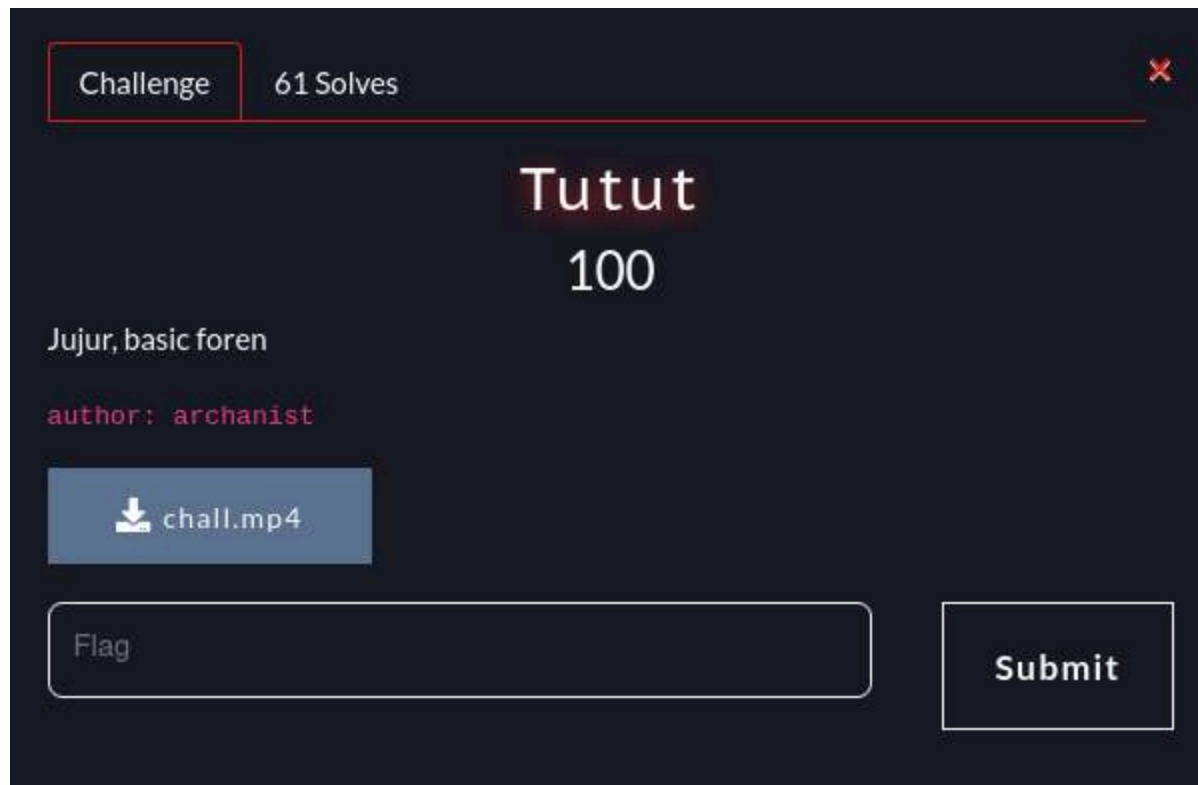 Challenge 61 Solves
Tutut
100
Jujur, basic foren
author: archanist
chall.mp4
Flag
Submit